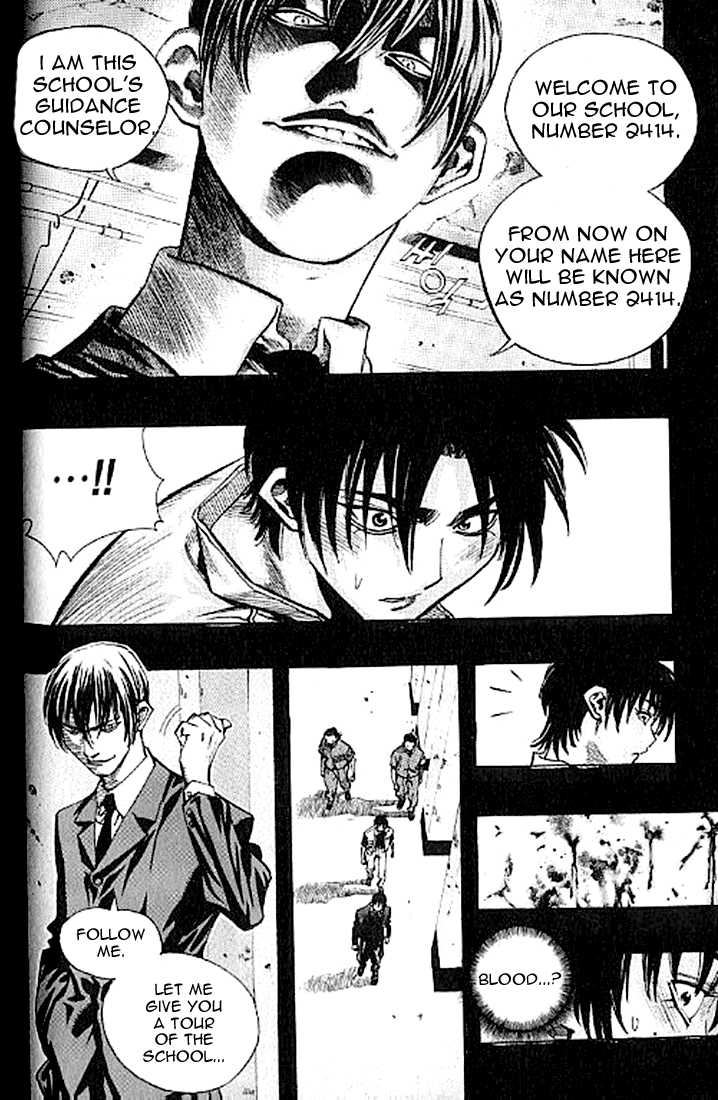 WELCOME TO
OUR SCHOOL,
NUMBER 2414.
FROM NOW ON
YOUR NAME HERE
WILL BE KNOWN
AS NUMBER 2414.
I AM THIS
SCHOOL'S
GUIDANCE
COUNSELOR.
...!!
BLOOD...?
FOLLOW
ME.
LET ME
GIVE YOU
A TOUR
OF THE
SCHOOL...